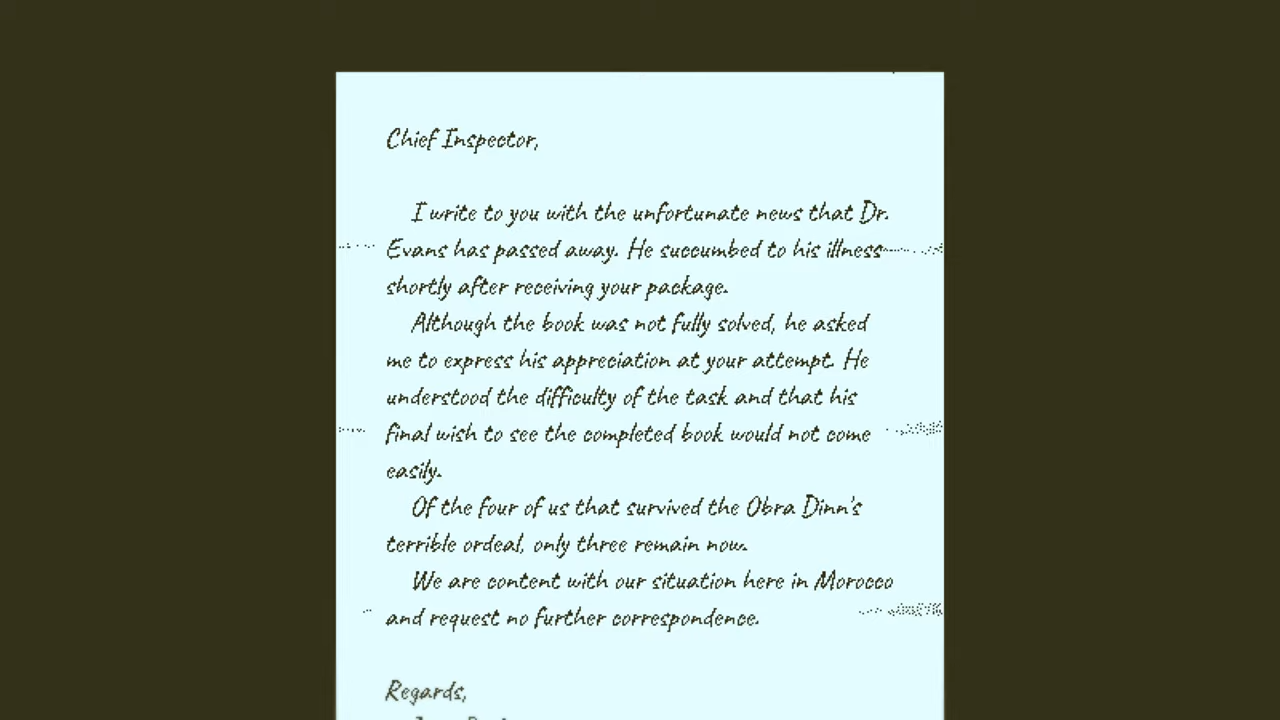 Chief Inspector,
I write to you with the unfortunate news that Dr.
Evans has passed away. He succumbed to his illness
shortly after receiving your package.
Although the book was not fully solved, he asked
me to express his appreciation at your attempt. He
understood the difficulty of the task and that his
final wish to see the completed book would not come
easily.
Of the four of us that survived the Obra Dinn's
terrible ordeal, only three remain now.
We are content with our situation here in Morocco
and request no further correspondence.
Regards,